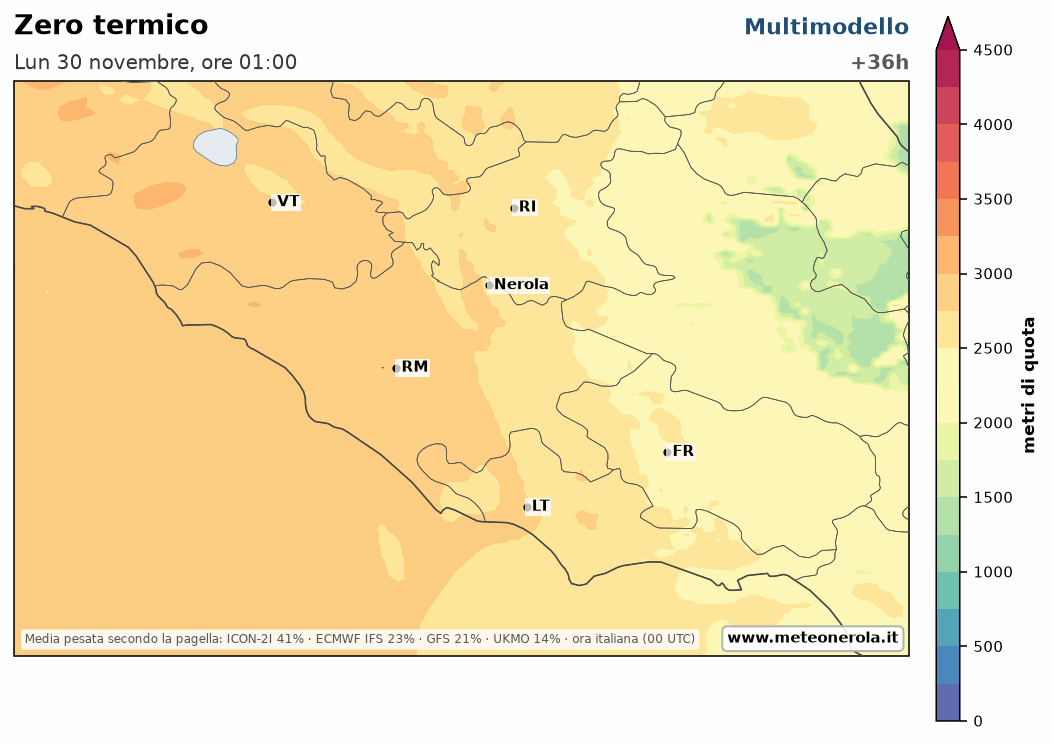 Zero termico
Multimodello
Lun 30 novembre, ore 01:00
+36h
4500
4000
3500
3000
2500
2000
1500
1000
500
0
metri di quota
VT
RI
Nerola
RM
FR
LT
Media pesata secondo la pagella: ICON-2I 41% · ECMWF IFS 23% · GFS 21% · UKMO 14% · ora italiana (00 UTC)
www.meteonerola.it